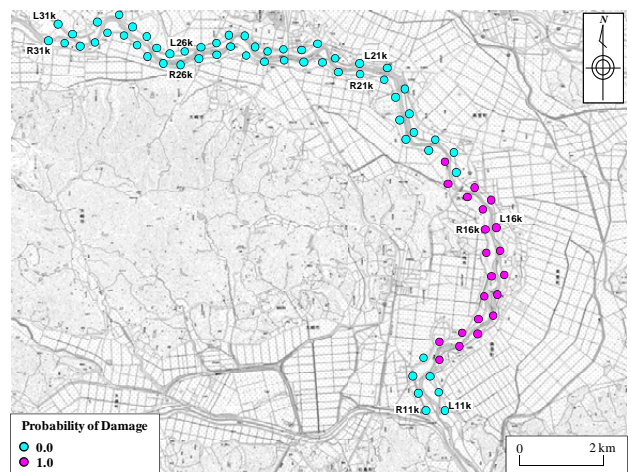 L31k
N
R31k
L26k
R26k
L21k
R21k
L16k
R16k
R11k
L11k
Probability of Damage
0.0
1.0
0
2 km